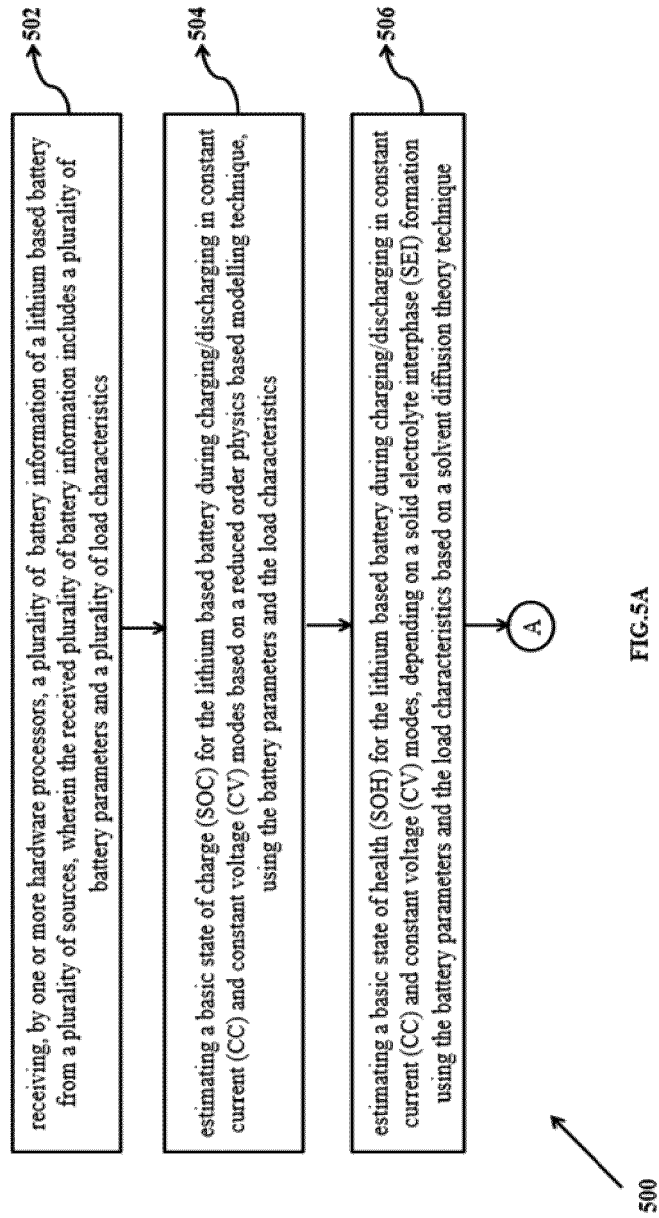 receiving, by one or more hardware processors, a plurality of battery information of a lithium based battery
from a plurality of sources, wherein the received plurality of battery information includes a plurality of
battery parameters and a plurality of load characteristics
502
estimating a basic state of charge (SOC) for the lithium based battery during charging/discharging in constant
current (CC) and constant voltage (CV) modes based on a reduced order physics based modelling technique,
using the battery parameters and the load characteristics
504
estimating a basic state of health (SOH) for the lithium based battery during charging/discharging in constant
current (CC) and constant voltage (CV) modes, depending on a solid electrolyte interphase (SEI) formation
using the battery parameters and the load characteristics based on a solvent diffusion theory technique
506
A
500
FIG.5A